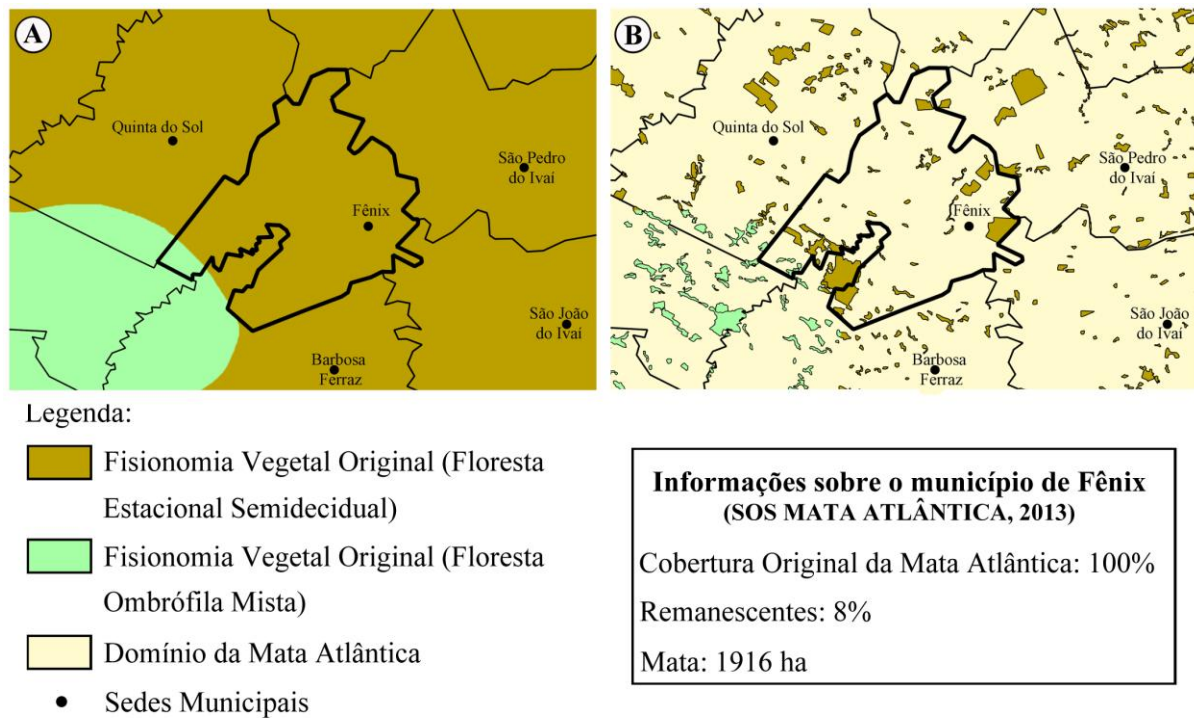 A
Quinta do Sol
São Pedro
do Ivaí
Fênix
São João
do Ivaí
Barbosa
Ferraz
B
Quinta do Sol
São Pedro
do Ivaí
Fênix
São João
do Ivaí
Barbosa
Ferraz
Legenda:
Fisionomia Vegetal Original (Floresta
Estacional Semidecidual)
Fisionomia Vegetal Original (Floresta
Ombrófila Mista)
Domínio da Mata Atlântica
Sedes Municipais
Informações sobre o município de Fênix
(SOS MATA ATLÂNTICA, 2013)
Cobertura Original da Mata Atlântica: 100%
Remanescentes: 8%
Mata: 1916 ha